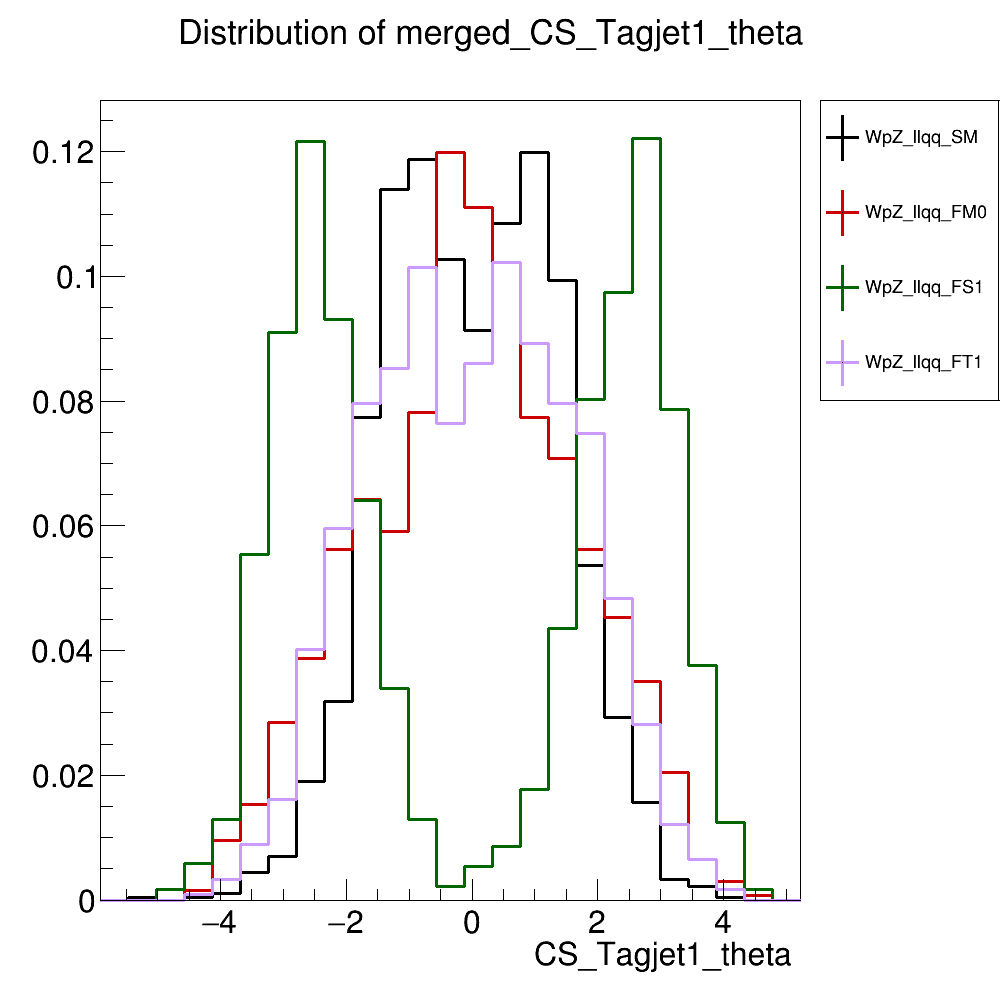 Distribution of merged_CS_Tagjet1_theta
WpZ_llqq_SM
WpZ_llqq_FM0
WpZ_llqq_FS1
WpZ_llqq_FT1
0.12
0.1
0.08
0.06
0.04
0.02
0
−4 −2 0 2 4
CS_Tagjet1_theta